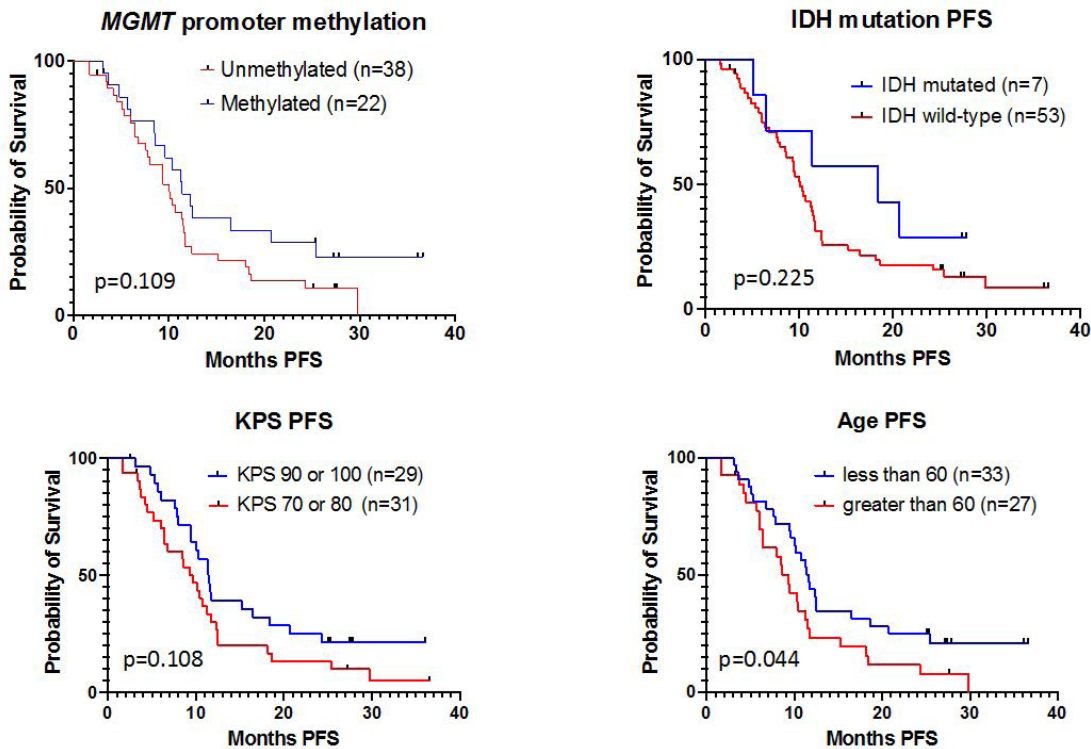 MGMT promoter methylation
Probability of Survival
100
50
0
Unmethylated (n=38)
Methylated (n=22)
p=0.109
0 10 20 30 40
Months PFS
IDH mutation PFS
Probability of Survival
100
50
0
IDH mutated (n=7)
IDH wild-type (n=53)
p=0.225
0 10 20 30 40
Months PFS
KPS PFS
Probability of Survival
100
50
0
KPS 90 or 100 (n=29)
KPS 70 or 80 (n=31)
p=0.108
0 10 20 30 40
Months PFS
Age PFS
Probability of Survival
100
50
0
less than 60 (n=33)
greater than 60 (n=27)
p=0.044
0 10 20 30 40
Months PFS